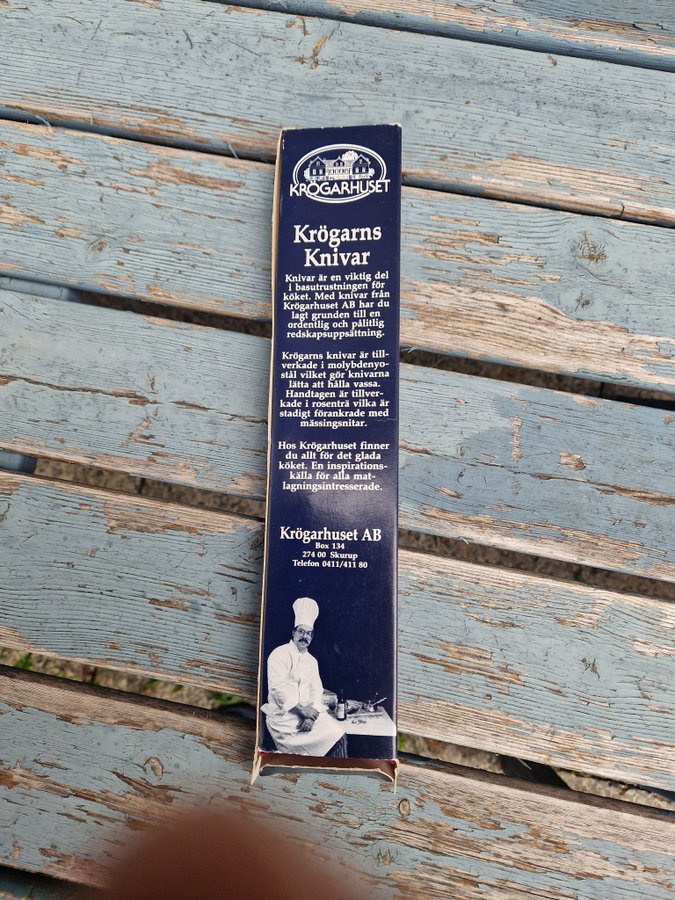 KRÖGARHUSET
Krögarns
Knivar
Knivar är en viktig del
i basutrustningen för
köket. Med knivar från
Krögarhuset AB har du
lagt grunden till en
ordentlig och pålitlig
redskapsuppsättning.
Krögarns knivar är till-
verkade i molybdenyo-
stål vilket gör knivarna
lätta att hålla vassa.
Handtagen är tillver-
kade i rosenträ vilka är
stadigt förankrade med
mässingsnitar.
Hos Krögarhuset finner
du allt för det glada
köket. En inspirations-
källa för alla mat-
lagningsintresserade.
Krögarhuset AB
Box 134
274 00 Skurup
Telefon 0411/411 80